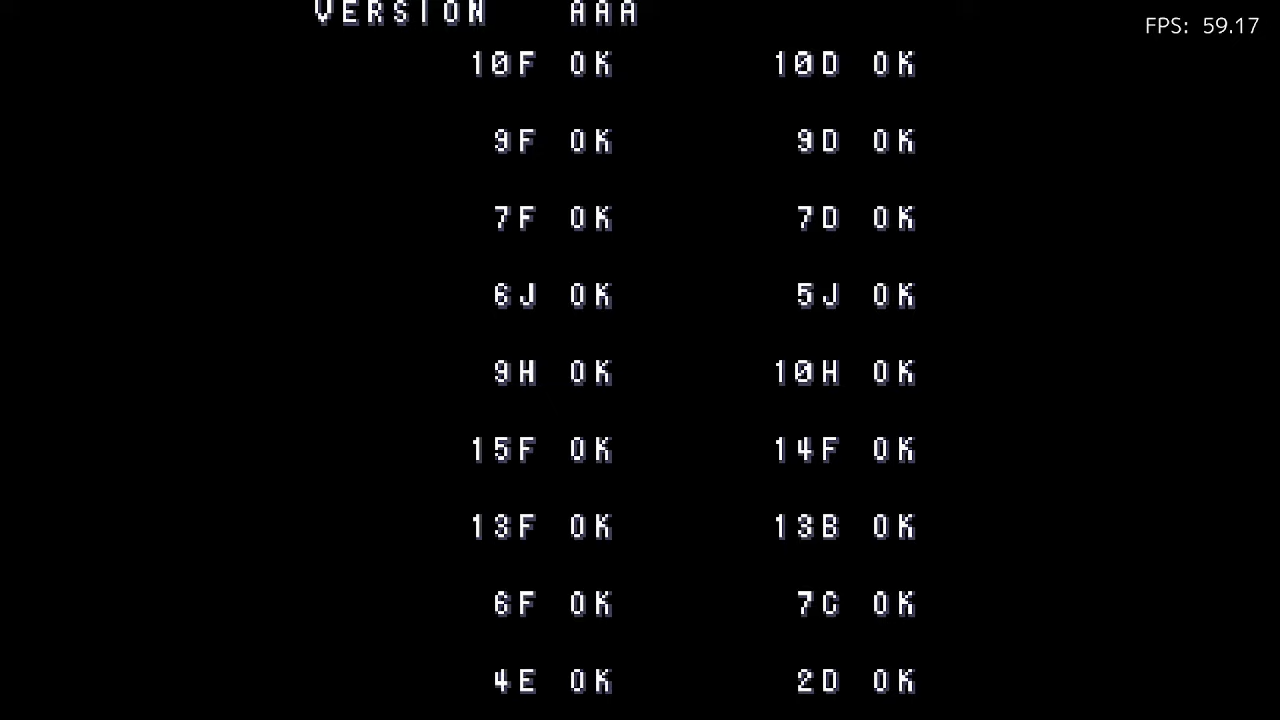 VERSION AAA
FPS: 59.17
10F OK 10D OK
9F OK 9D OK
7F OK 7D OK
6J OK 5J OK
9H OK 10H OK
15F OK 14F OK
13F OK 13B OK
6F OK 7G OK
4E OK 2D OK